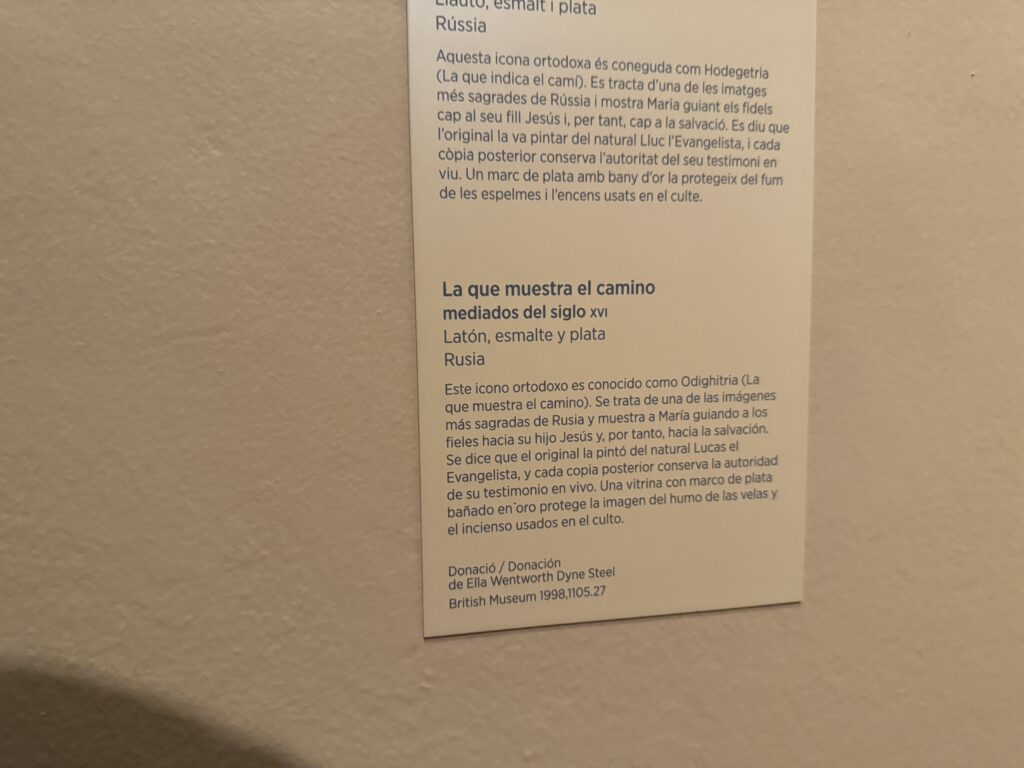 Llautó, esmalt i plata
Rússia
Aquesta icona ortodoxa és coneguda com Hodegetria
(La que indica el camí). Es tracta d'una de les imatges
més sagrades de Rússia i mostra Maria guiant els fidels
cap al seu fill Jesús i, per tant, cap a la salvació. Es diu que
l'original la va pintar del natural Lluc l'Evangelista, i cada
còpia posterior conserva l'autoritat del seu testimoni en
viu. Un marc de plata amb bany d'or la protegeix del fum
de les espelmes i l'encens usats en el culte.
La que muestra el camino
mediados del siglo XVI
Latón, esmalte y plata
Rusia
Este icono ortodoxo es conocido como Odighitria (La
que muestra el camino). Se trata de una de las imágenes
más sagradas de Rusia y muestra a María guiando a los
fieles hacia su hijo Jesús y, por tanto, hacia la salvación.
Se dice que el original la pintó del natural Lucas el
Evangelista, y cada copia posterior conserva la autoridad
de su testimonio en vivo. Una vitrina con marco de plata
bañado en oro protege la imagen del humo de las velas y
el incienso usados en el culto.
Donació / Donación
de Ella Wentworth Dyne Steel
British Museum 1998,1105.27